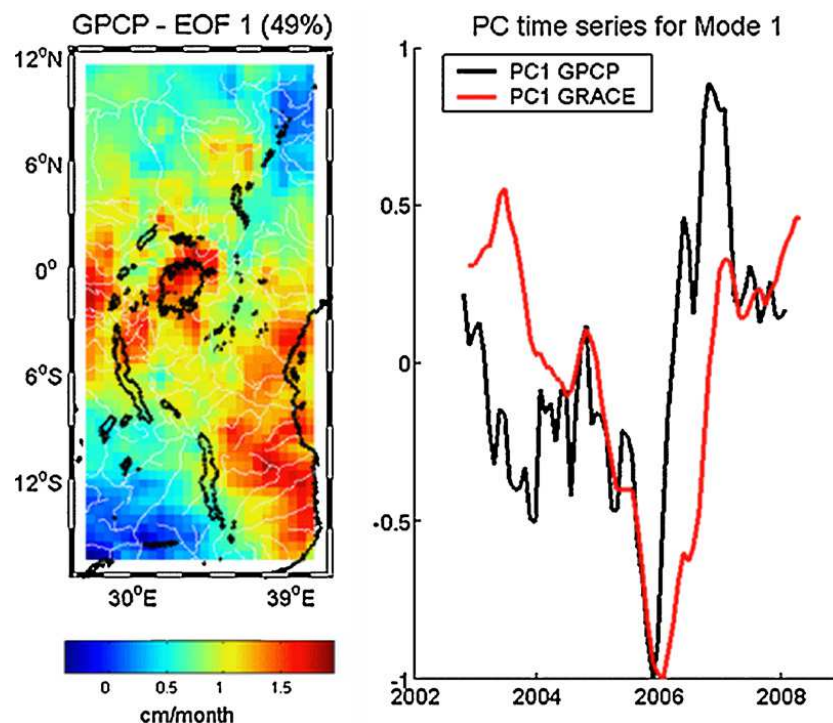 GPCP - EOF 1 (49%)
12°N
6°N
0°
6°S
12°S
30°E
39°E
0
0.5
1
1.5
cm/month
PC time series for Mode 1
PC1 GPCP
PC1 GRACE
1
0.5
0
-0.5
-1
2002
2004
2006
2008